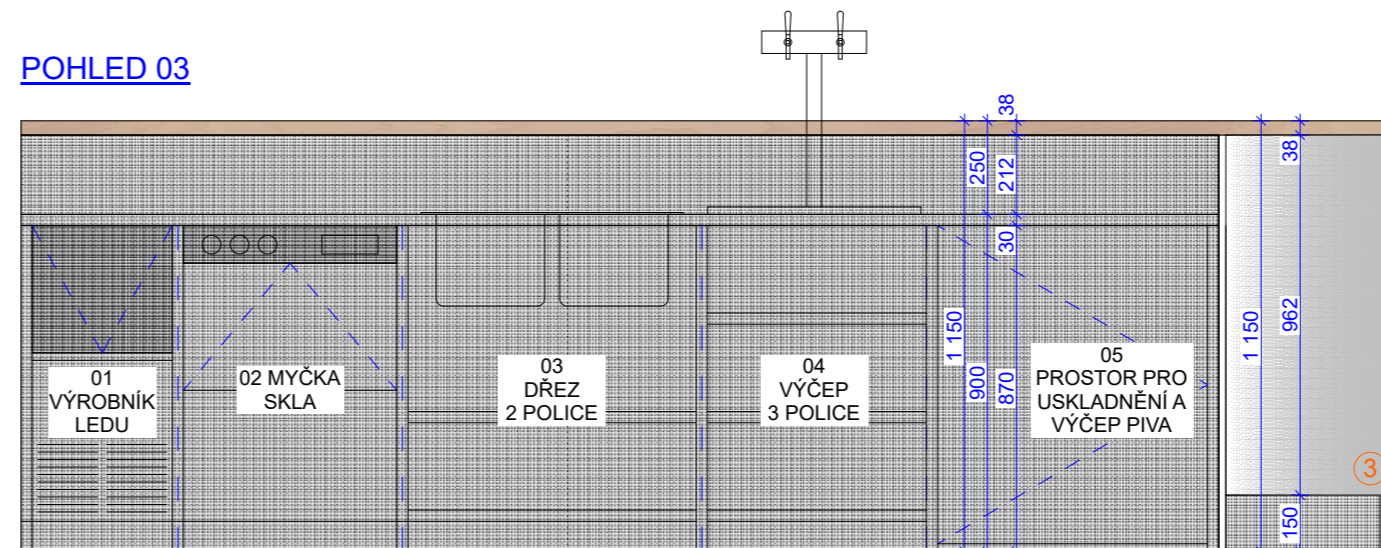 POHLED 03
38
250
212
30
1 150
900
870
38
1 150
962
150
01
VÝROBNÍK
LEDU
02 MYČKA
SKLA
03
DŘEZ
2 POLICE
04
VÝČEP
3 POLICE
05
PROSTOR PRO
USKLADNĚNÍ A
VÝČEP PIVA
3